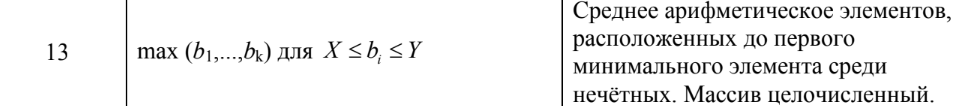 13
max (b₁,...,bₖ) для X ≤ bᵢ ≤ Y
Среднее арифметическое элементов,
расположенных до первого
минимального элемента среди
нечётных. Массив целочисленный.